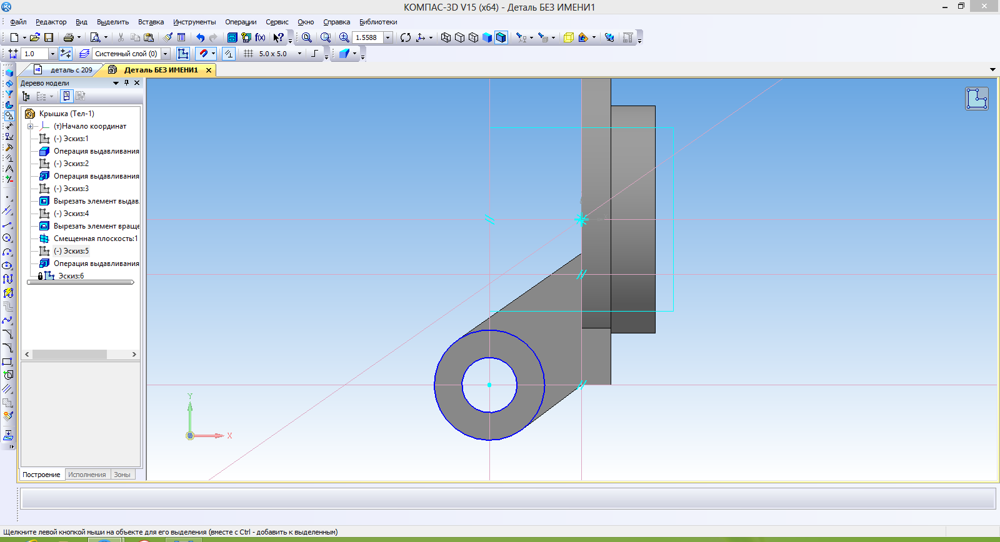 КОМПАС-3D V15 (x64) - Деталь БЕЗ ИМЕНИ1
Файл Редактор Вид Выделить Вставка Инструменты Операции Сервис Окно Справка Библиотеки
f(x) 1.5588
1.0 Системный слой (0) 5.0 x 5.0
деталь с 209 Деталь БЕЗ ИМЕНИ1
Дерево модели
Крышка (Тел-1)
(т)Начало координат
(-) Эскиз:1
Операция выдавливания
(-) Эскиз:2
Операция выдавливания
(-) Эскиз:3
Вырезать элемент выдав
(-) Эскиз:4
Вырезать элемент враще
Смещенная плоскость:1
(-) Эскиз:5
Операция выдавливания
Эскиз:6
Y
X
Построение Исполнения Зоны
Щелкните левой кнопкой мыши на объекте для его выделения (вместе с Ctrl - добавить к выделенным)